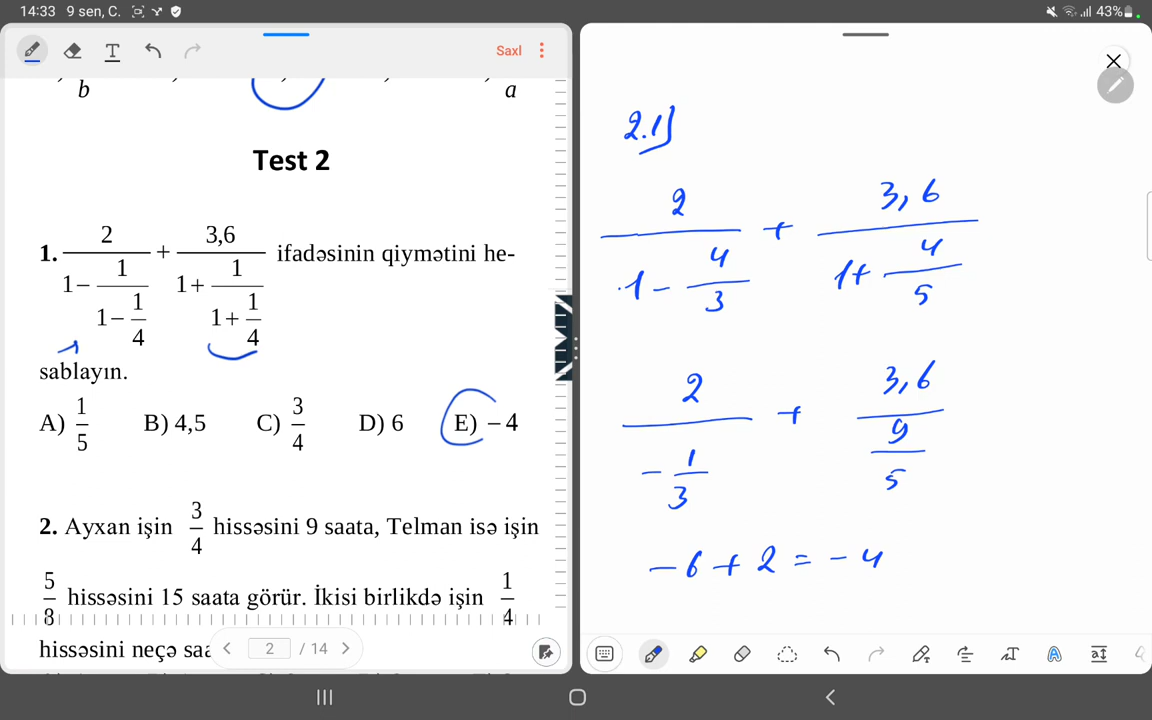 14:33 9 sen, C. 43%
T Saxl
b a
Test 2
1. 2/(1−1/(1−1/4)) + 3,6/(1+1/(1+1/4)) ifadəsinin qiymətini he-
sablayın.
A) 1/5 B) 4,5 C) 3/4 D) 6 E) −4
2. Ayxan işin 3/4 hissəsini 9 saata, Telman isə işin
5/8 hissəsini 15 saata görür. İkisi birlikdə işin 1/4
hissəsini neçə saa
2 / 14
2.1)
2/(1−4/3) + 3,6/(1+4/5)
2/(−1/3) + 3,6/(9/5)
−6+2=−4